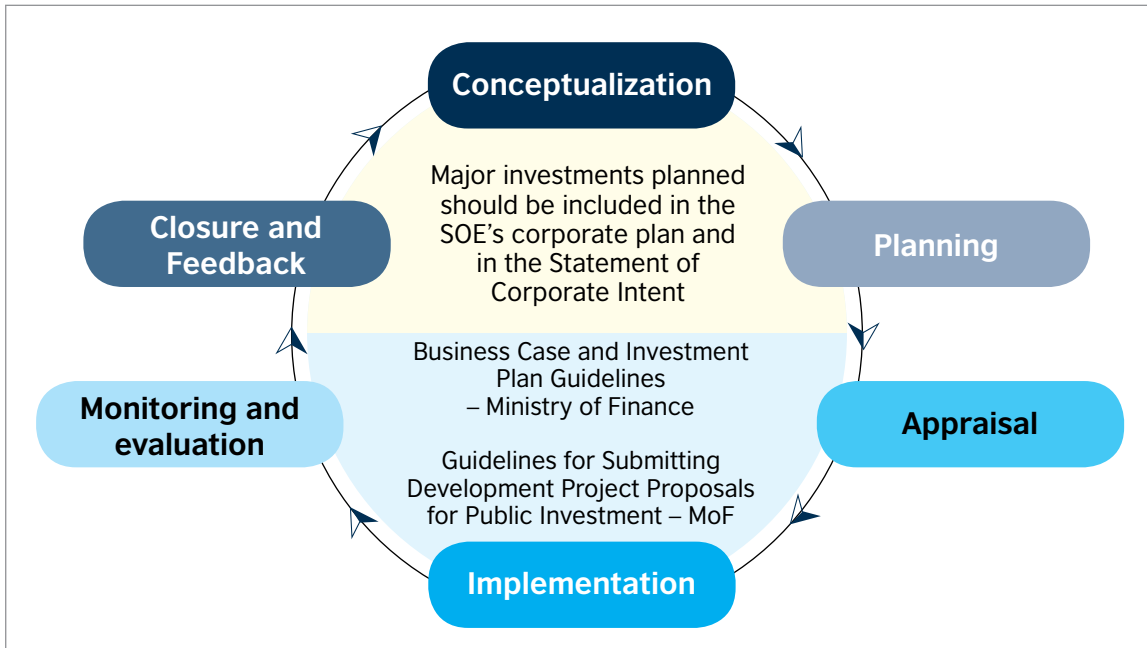 Conceptualization
Major investments planned
should be included in the
SOE's corporate plan and
in the Statement of
Corporate Intent
Closure and
Feedback
Planning
Business Case and Investment
Plan Guidelines
– Ministry of Finance
Monitoring and
evaluation
Appraisal
Guidelines for Submitting
Development Project Proposals
for Public Investment – MoF
Implementation